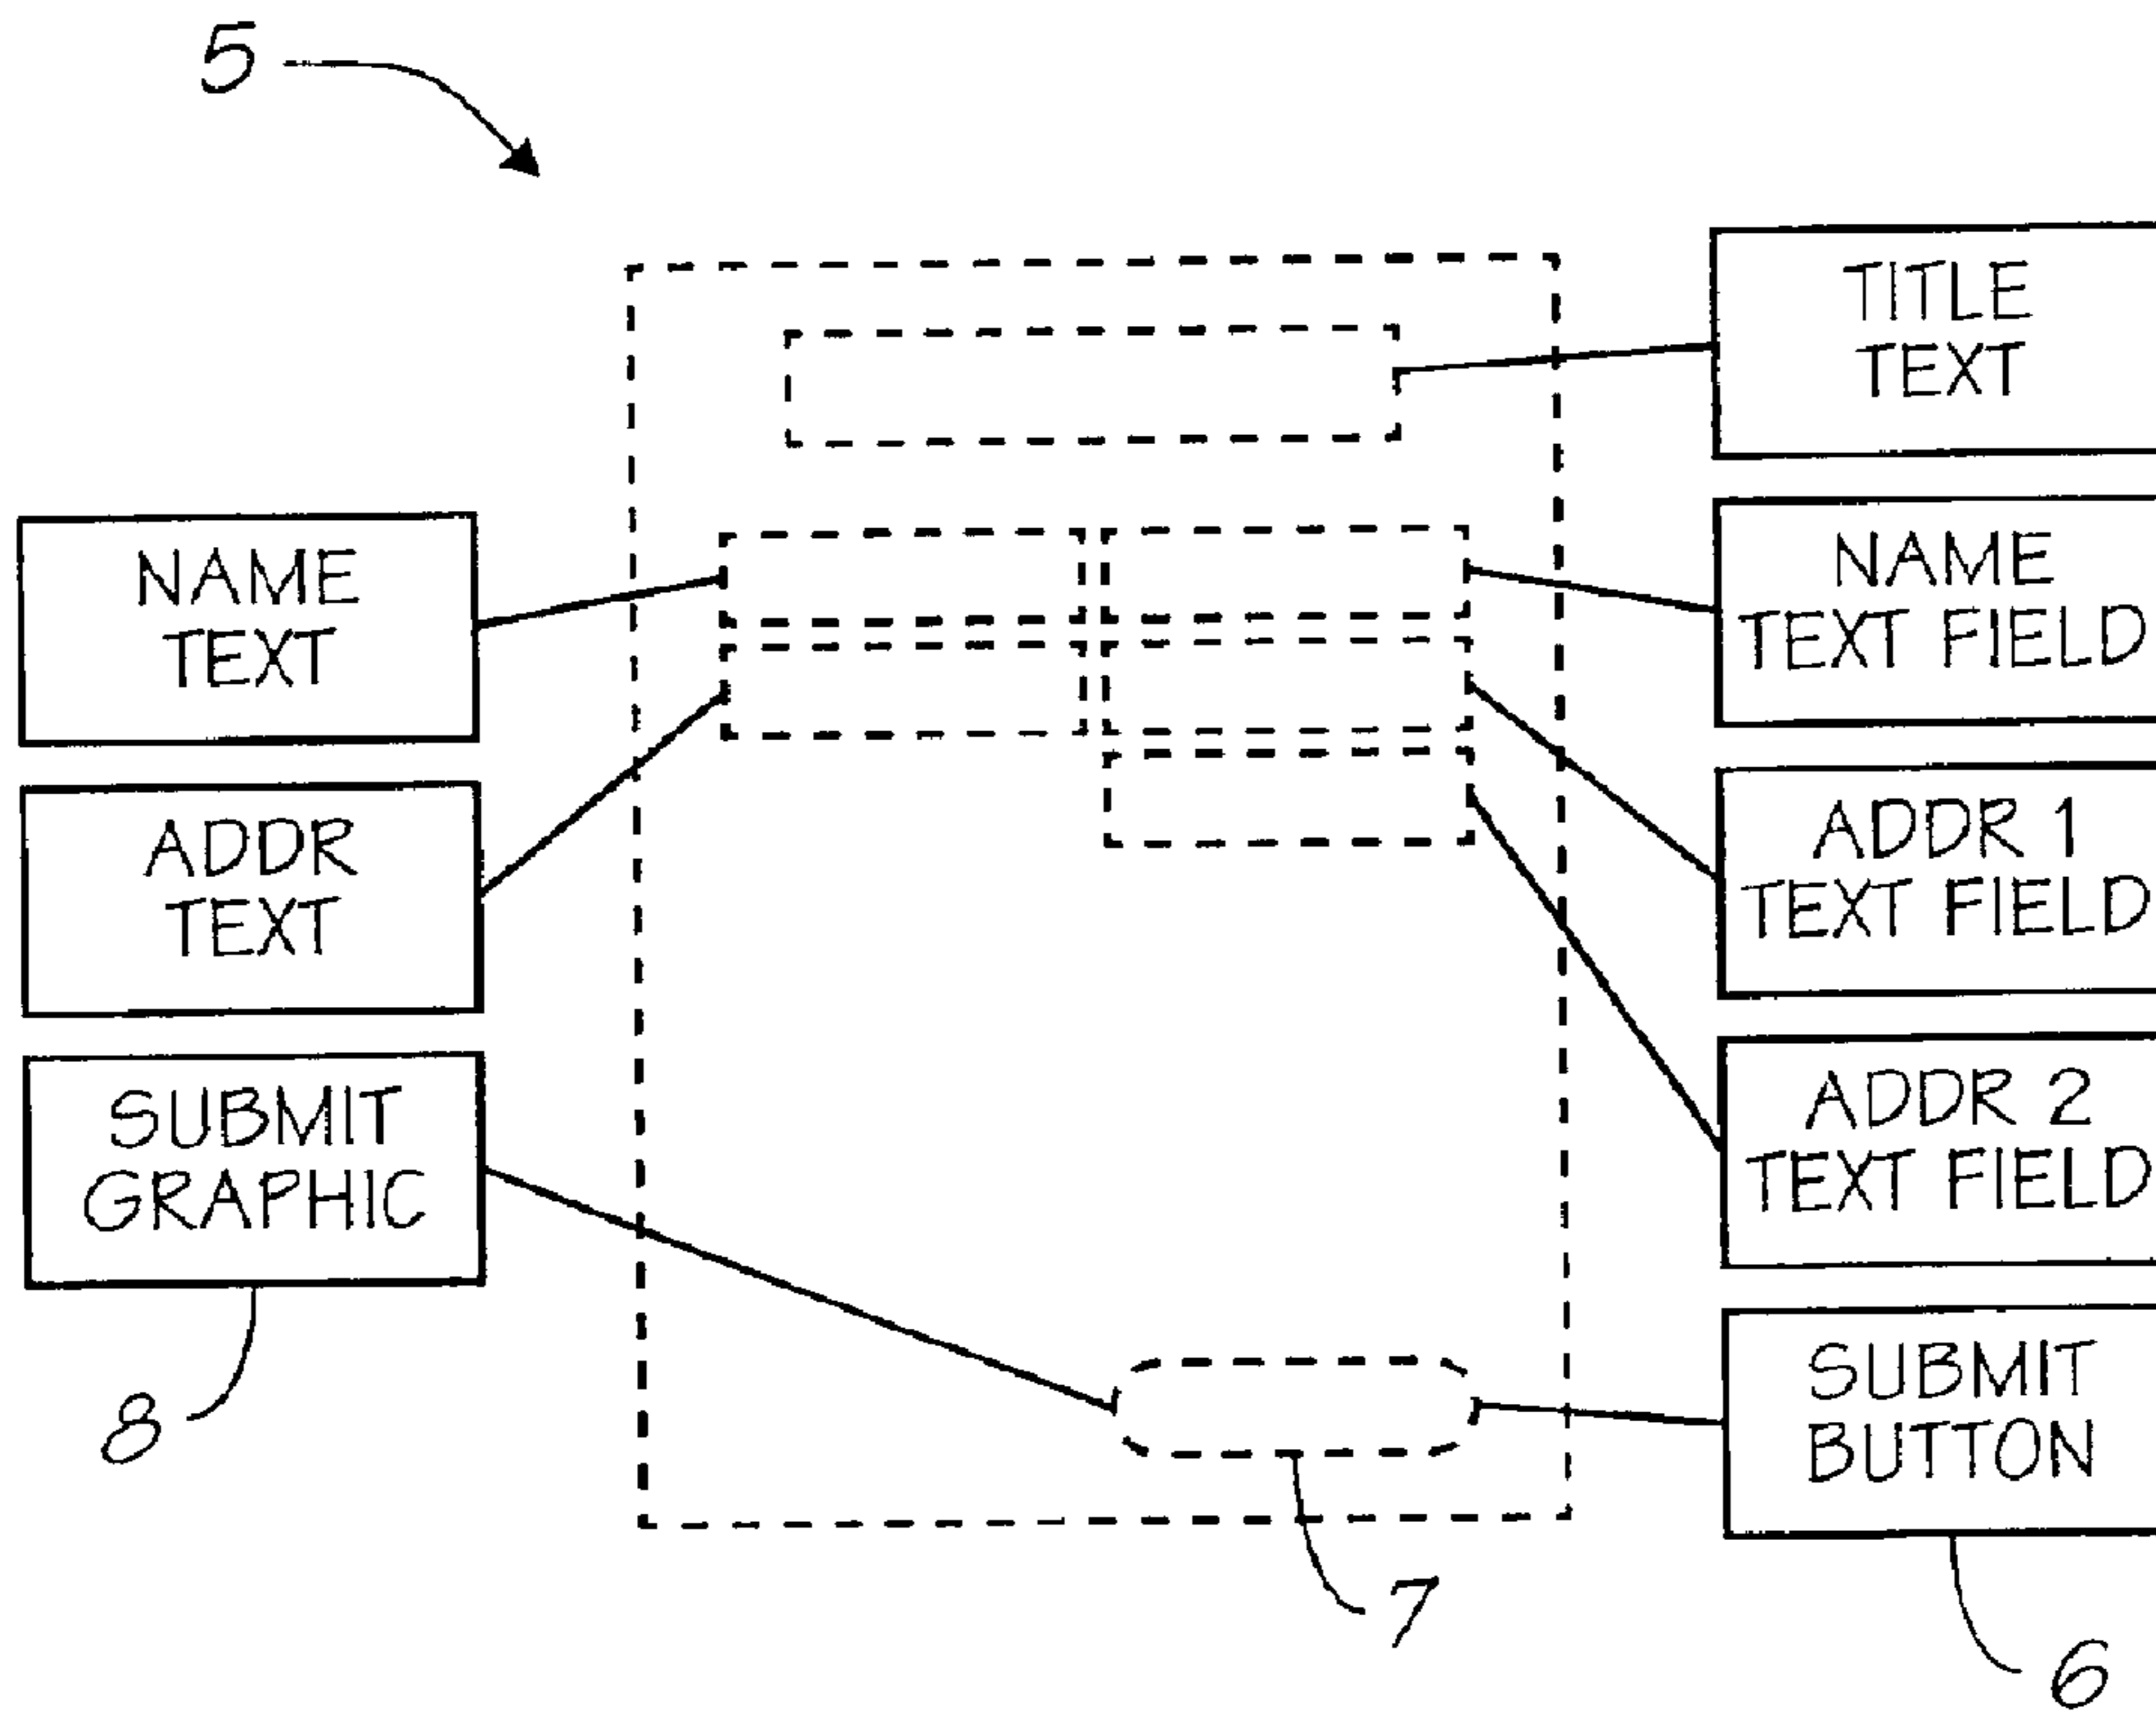 5
TITLE
TEXT
NAME
TEXT
NAME
TEXT FIELD
ADDR
TEXT
ADDR 1
TEXT FIELD
SUBMIT
GRAPHIC
ADDR 2
TEXT FIELD
8
SUBMIT
BUTTON
7
6